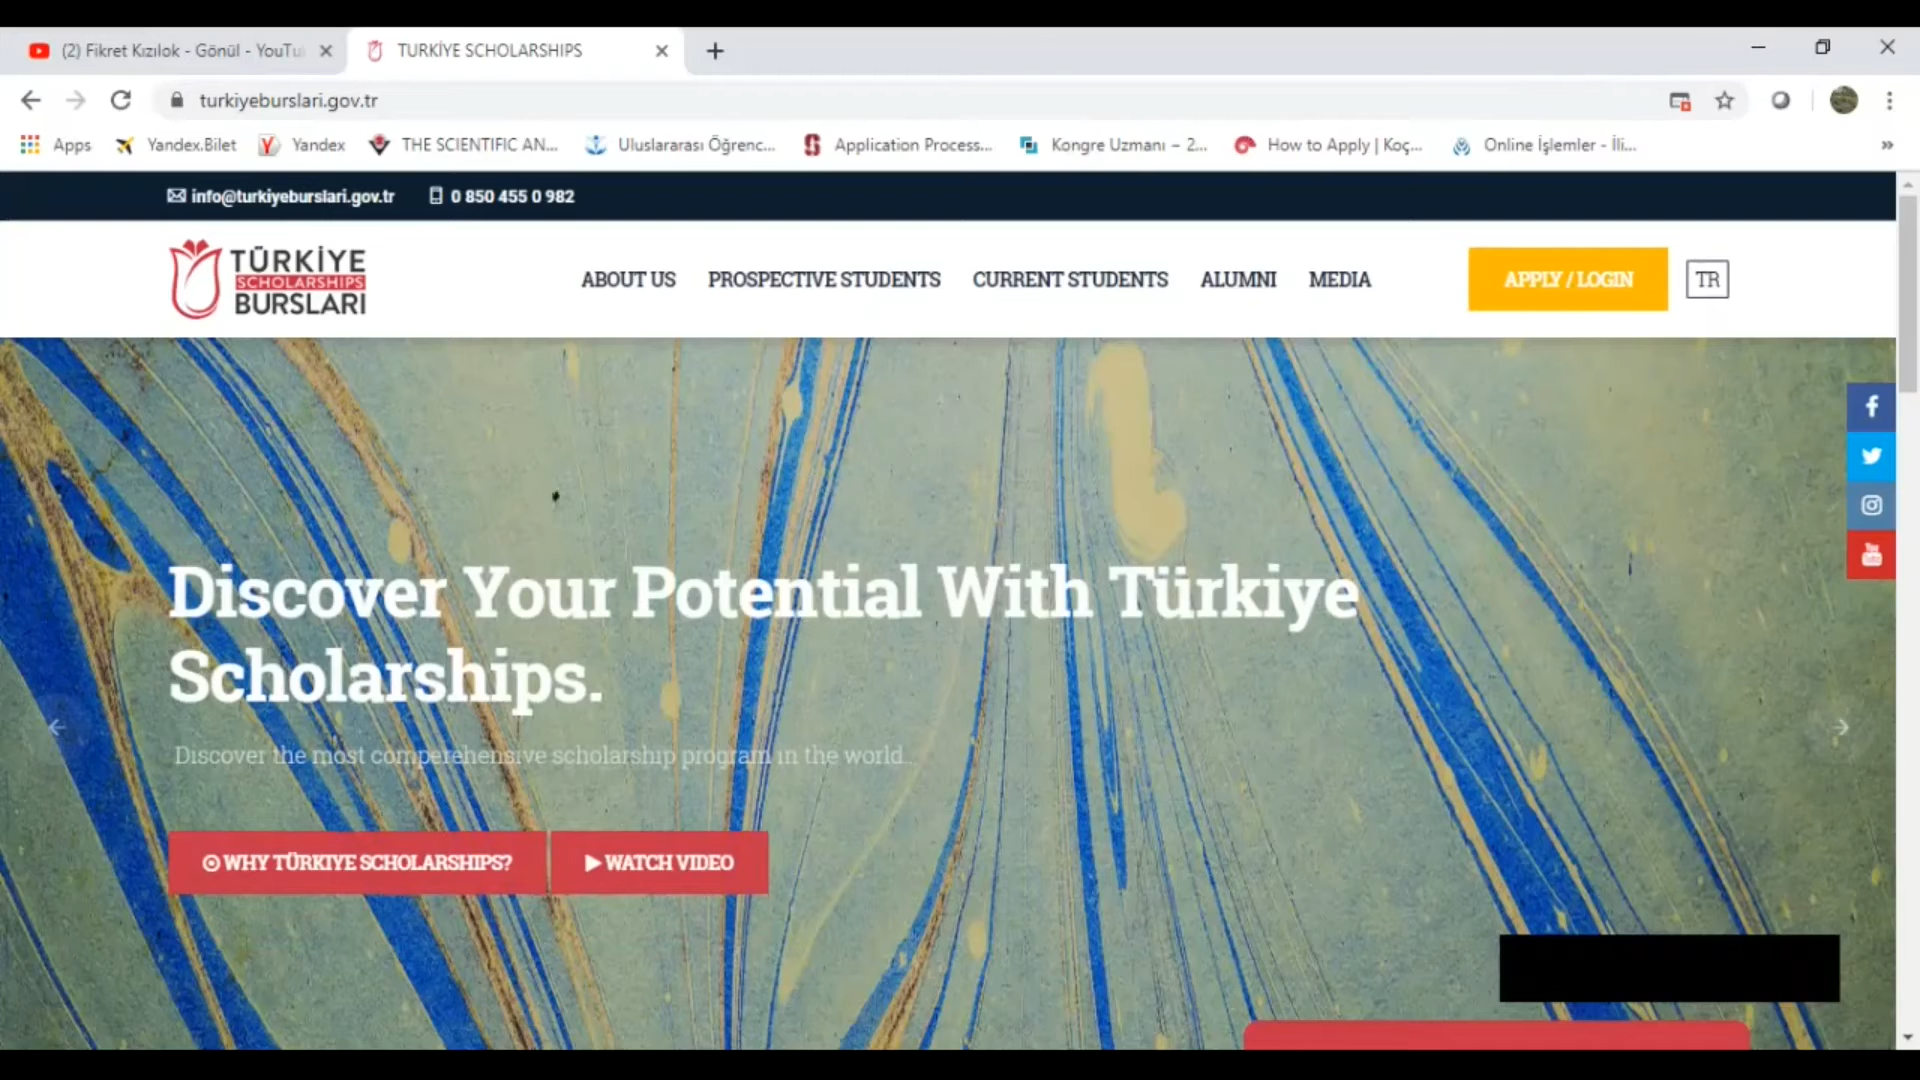 (2) Fikret Kızılok - Gönül - YouTu
TURKİYE SCHOLARSHIPS
turkiyeburslari.gov.tr
Apps
Yandex.Bilet
Yandex
THE SCIENTIFIC AN...
Uluslararası Öğrenc...
Application Process...
Kongre Uzmanı – 2...
How to Apply | Koç...
Online İşlemler - İli...
info@turkiyeburslari.gov.tr
0 850 455 0 982
TÜRKİYE
SCHOLARSHIPS
BURSLARI
ABOUT US
PROSPECTIVE STUDENTS
CURRENT STUDENTS
ALUMNI
MEDIA
APPLY / LOGIN
TR
Discover Your Potential With Türkiye
Scholarships.
Discover the most comperehensive scholarship program in the world..
WHY TÜRKIYE SCHOLARSHIPS?
WATCH VIDEO